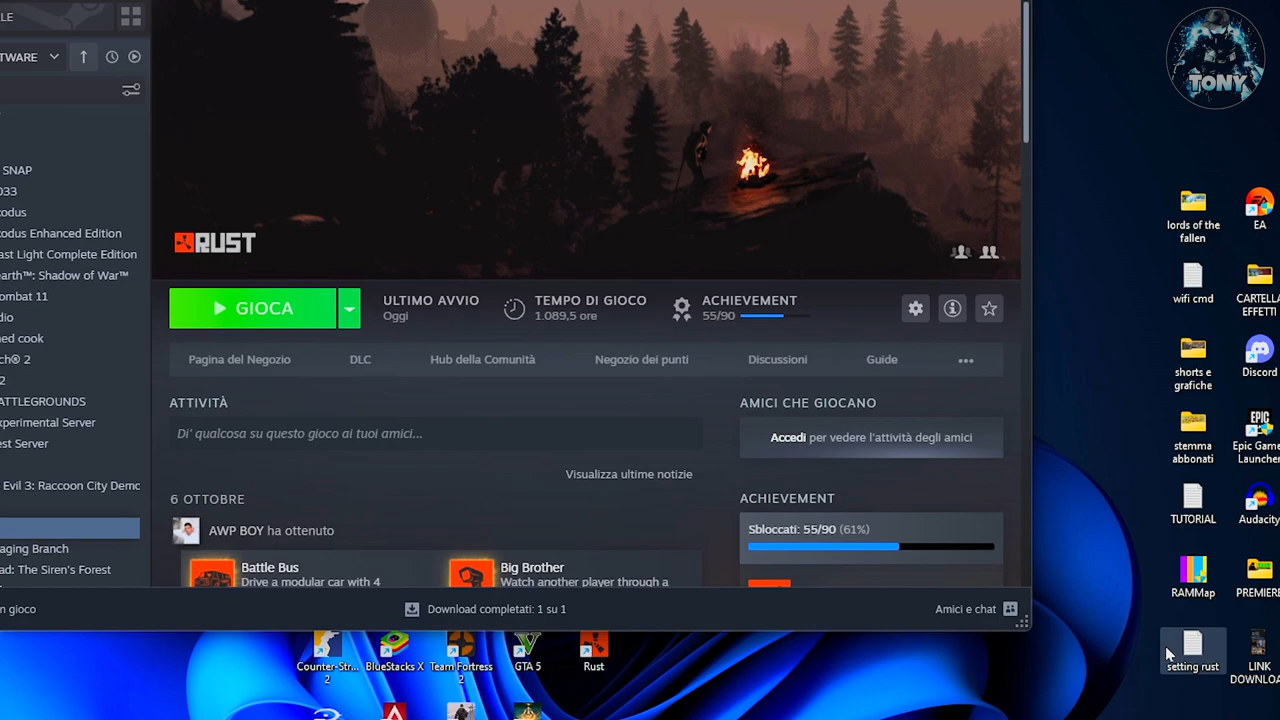 LE
TWARE
SNAP
033
odus
odus Enhanced Edition
ast Light Complete Edition
earth™: Shadow of War™
ombat 11
dio
ned cook
ch® 2
2
ATTLEGROUNDS
xperimental Server
est Server
Evil 3: Raccoon City Demo
aging Branch
ad: The Siren's Forest
n gioco
RUST
GIOCA
ULTIMO AVVIO
Oggi
TEMPO DI GIOCO
1.089,5 ore
ACHIEVEMENT
55/90
Pagina del Negozio
DLC
Hub della Comunità
Negozio dei punti
Discussioni
Guide
ATTIVITÀ
Di' qualcosa su questo gioco ai tuoi amici...
Visualizza ultime notizie
6 OTTOBRE
AWP BOY ha ottenuto
Battle Bus
Drive a modular car with 4
Big Brother
Watch another player through a
AMICI CHE GIOCANO
Accedi per vedere l'attività degli amici
ACHIEVEMENT
Sbloccati: 55/90 (61%)
Download completati: 1 su 1
Amici e chat
TONY
lords of the
fallen
EA
wifi cmd
CARTELLA
EFFETTI
shorts e
grafiche
Discord
stemma
abbonati
EPIC
Epic Game
Launcher
TUTORIAL
Audacity
RAMMap
PREMIERE
setting rust
LINK
DOWNLOA
Counter-Str...
2
BlueStacks X
Team Fortress
2
GTA 5
Rust